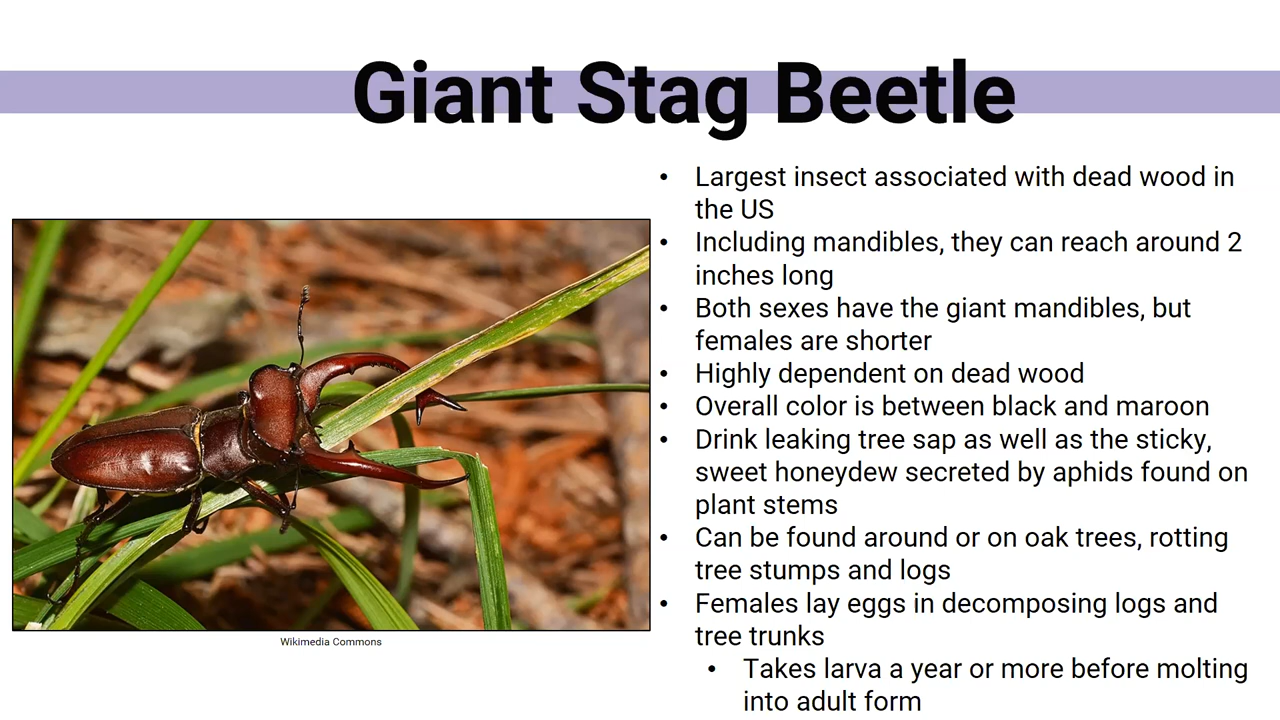 Giant Stag Beetle
• Largest insect associated with dead wood in
the US
• Including mandibles, they can reach around 2
inches long
• Both sexes have the giant mandibles, but
females are shorter
• Highly dependent on dead wood
• Overall color is between black and maroon
• Drink leaking tree sap as well as the sticky,
sweet honeydew secreted by aphids found on
plant stems
• Can be found around or on oak trees, rotting
tree stumps and logs
• Females lay eggs in decomposing logs and
tree trunks
• Takes larva a year or more before molting
into adult form
Wikimedia Commons